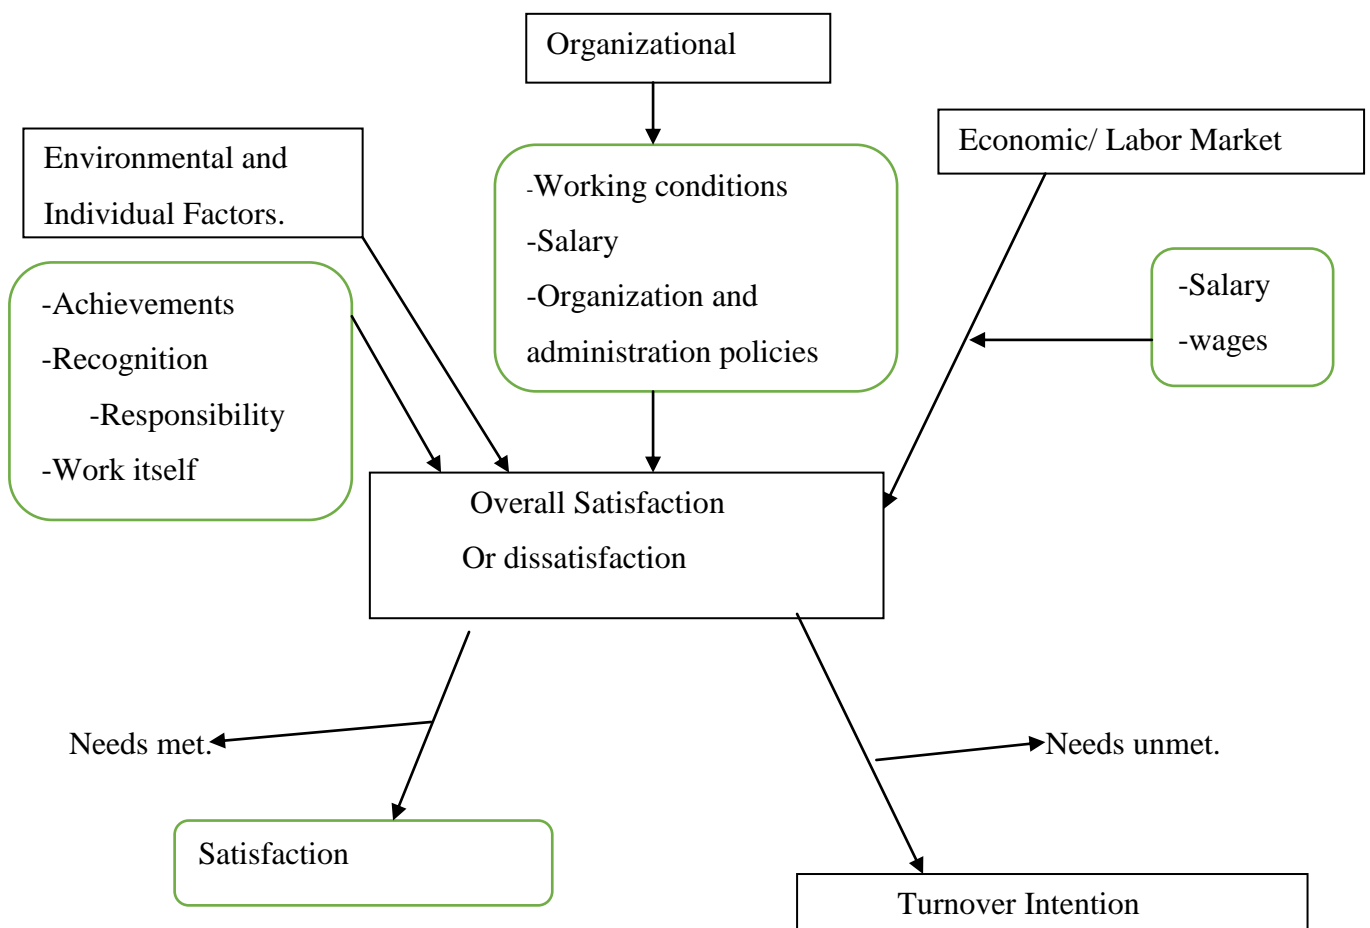 Organizational
Environmental and
Individual Factors.
Economic/ Labor Market
-Working conditions
-Salary
-Organization and
administration policies
-Achievements
-Recognition
-Responsibility
-Work itself
-Salary
-wages
Overall Satisfaction
Or dissatisfaction
Needs met.
Needs unmet.
Satisfaction
Turnover Intention